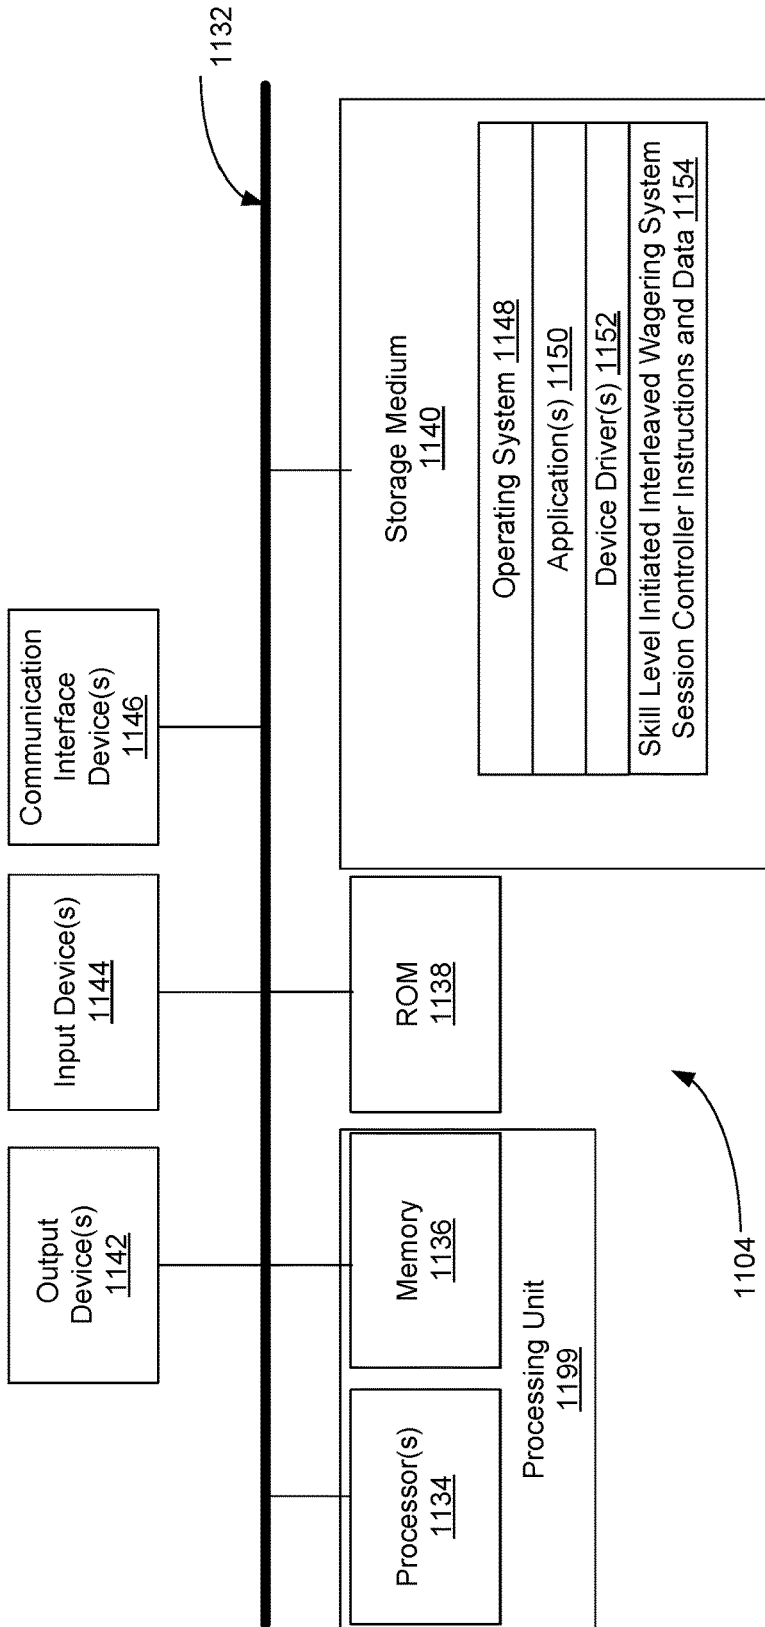 Output
Device(s)
1142
Input Device(s)
1144
Communication
Interface
Device(s)
1146
1132
Processor(s)
1134
Memory
1136
Processing Unit
1199
ROM
1138
Storage Medium
1140
Operating System 1148
Application(s) 1150
Device Driver(s) 1152
Skill Level Initiated Interleaved Wagering System
Session Controller Instructions and Data 1154
1104